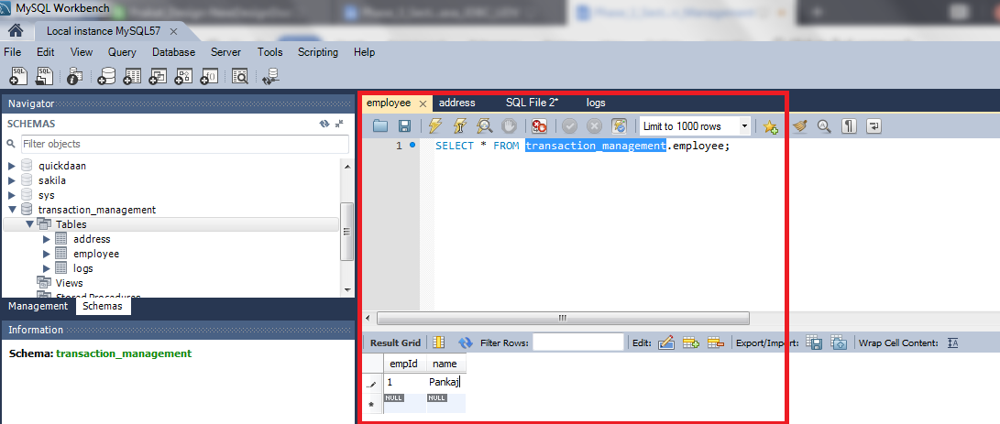 MySQL Workbench
Local instance MySQL57
File Edit View Query Database Server Tools Scripting Help
Navigator
SCHEMAS
Filter objects
quickdaan
sakila
sys
transaction_management
Tables
address
employee
logs
Views
Stored Procedures
Management Schemas
Information
Schema: transaction_management
employee address SQL File 2* logs
Limit to 1000 rows
1 SELECT * FROM transaction_management.employee;
Result Grid Filter Rows: Edit: Export/Import: Wrap Cell Content:
empId name
1 Pankaj
NULL NULL